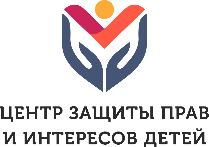 ЦЕНТР ЗАЩИТЫ ПРАВ
И ИНТЕРЕСОВ ДЕТЕЙ